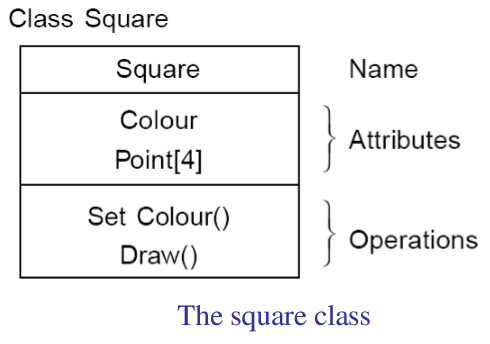 Class Square
Square Name
Colour
Attributes
Point[4]
Set Colour()
Operations
Draw()
The square class